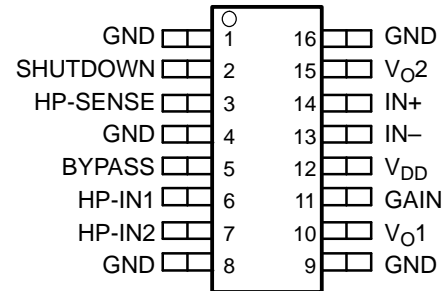 GND 1 16 GND
SHUTDOWN 2 15 VO2
HP-SENSE 3 14 IN+
GND 4 13 IN–
BYPASS 5 12 VDD
HP-IN1 6 11 GAIN
HP-IN2 7 10 VO1
GND 8 9 GND